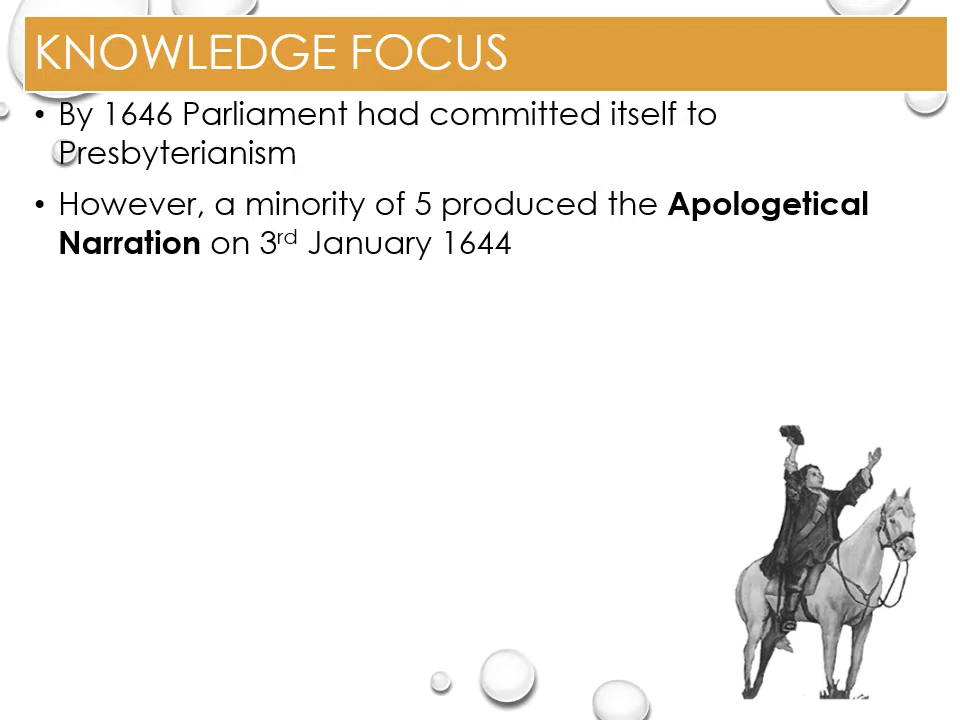 KNOWLEDGE FOCUS
• By 1646 Parliament had committed itself to
Presbyterianism
• However, a minority of 5 produced the Apologetical
Narration on 3rd January 1644